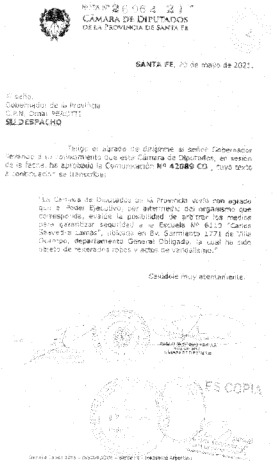 CÁMARA DE DIPUTADOS
DE LA PROVINCIA DE SANTA FE
SANTA FE, 20 de mayo de 2021.
Al señor
Gobernador de la Provincia
C.P.N. Omar PEROTTI
SU DESPACHO
Tengo el agrado de dirigirme al señor Gobernador
llevando a su conocimiento que esta Cámara de Diputados, en sesión
de la fecha, ha aprobado la Comunicación Nº 42089 CD, cuyo texto
a continuación se transcribe:
"La Cámara de Diputados de la Provincia vería con agrado
que el Poder Ejecutivo, por intermedio del organismo que
corresponda, evalúe la posibilidad de arbitrar los medios
para garantizar seguridad a la Escuela Nº "Carlos
Saavedra Lamas", ubicada en Bv. Sarmiento 1771 de Villa
Ocampo, departamento General Obligado, la cual ha sido
objeto de reiterados robos y actos de vandalismo."
Salúdole muy atentamente.
ES COPIA